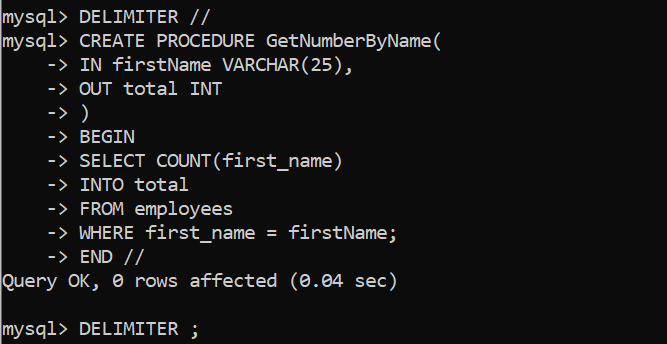 mysql> DELIMITER //
mysql> CREATE PROCEDURE GetNumberByName(
    -> IN firstName VARCHAR(25),
    -> OUT total INT
    -> )
    -> BEGIN
    -> SELECT COUNT(first_name)
    -> INTO total
    -> FROM employees
    -> WHERE first_name = firstName;
    -> END //
Query OK, 0 rows affected (0.04 sec)
mysql> DELIMITER ;